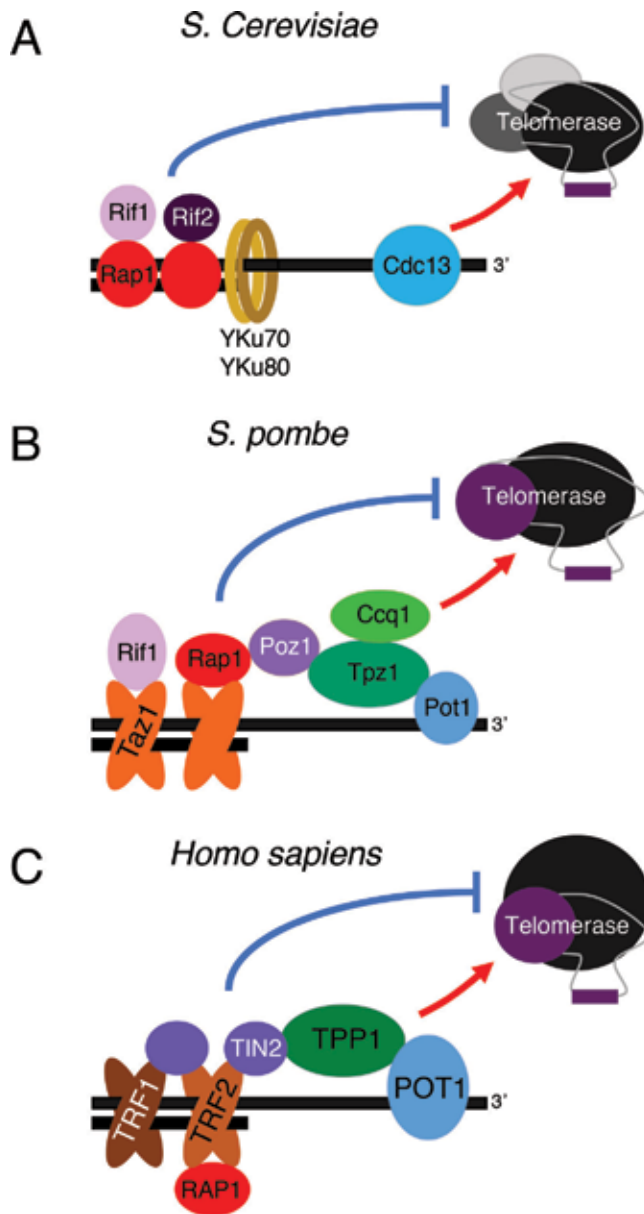 A
S. Cerevisiae
Telomerase
Rif1
Rif2
Rap1
Cdc13
3'
YKu70
YKu80
B
S. pombe
Telomerase
Ccq1
Rif1
Rap1
Poz1
Tpz1
Pot1
Taz1
3'
C
Homo sapiens
Telomerase
TIN2
TPP1
TRF1
TRF2
POT1
3'
RAP1